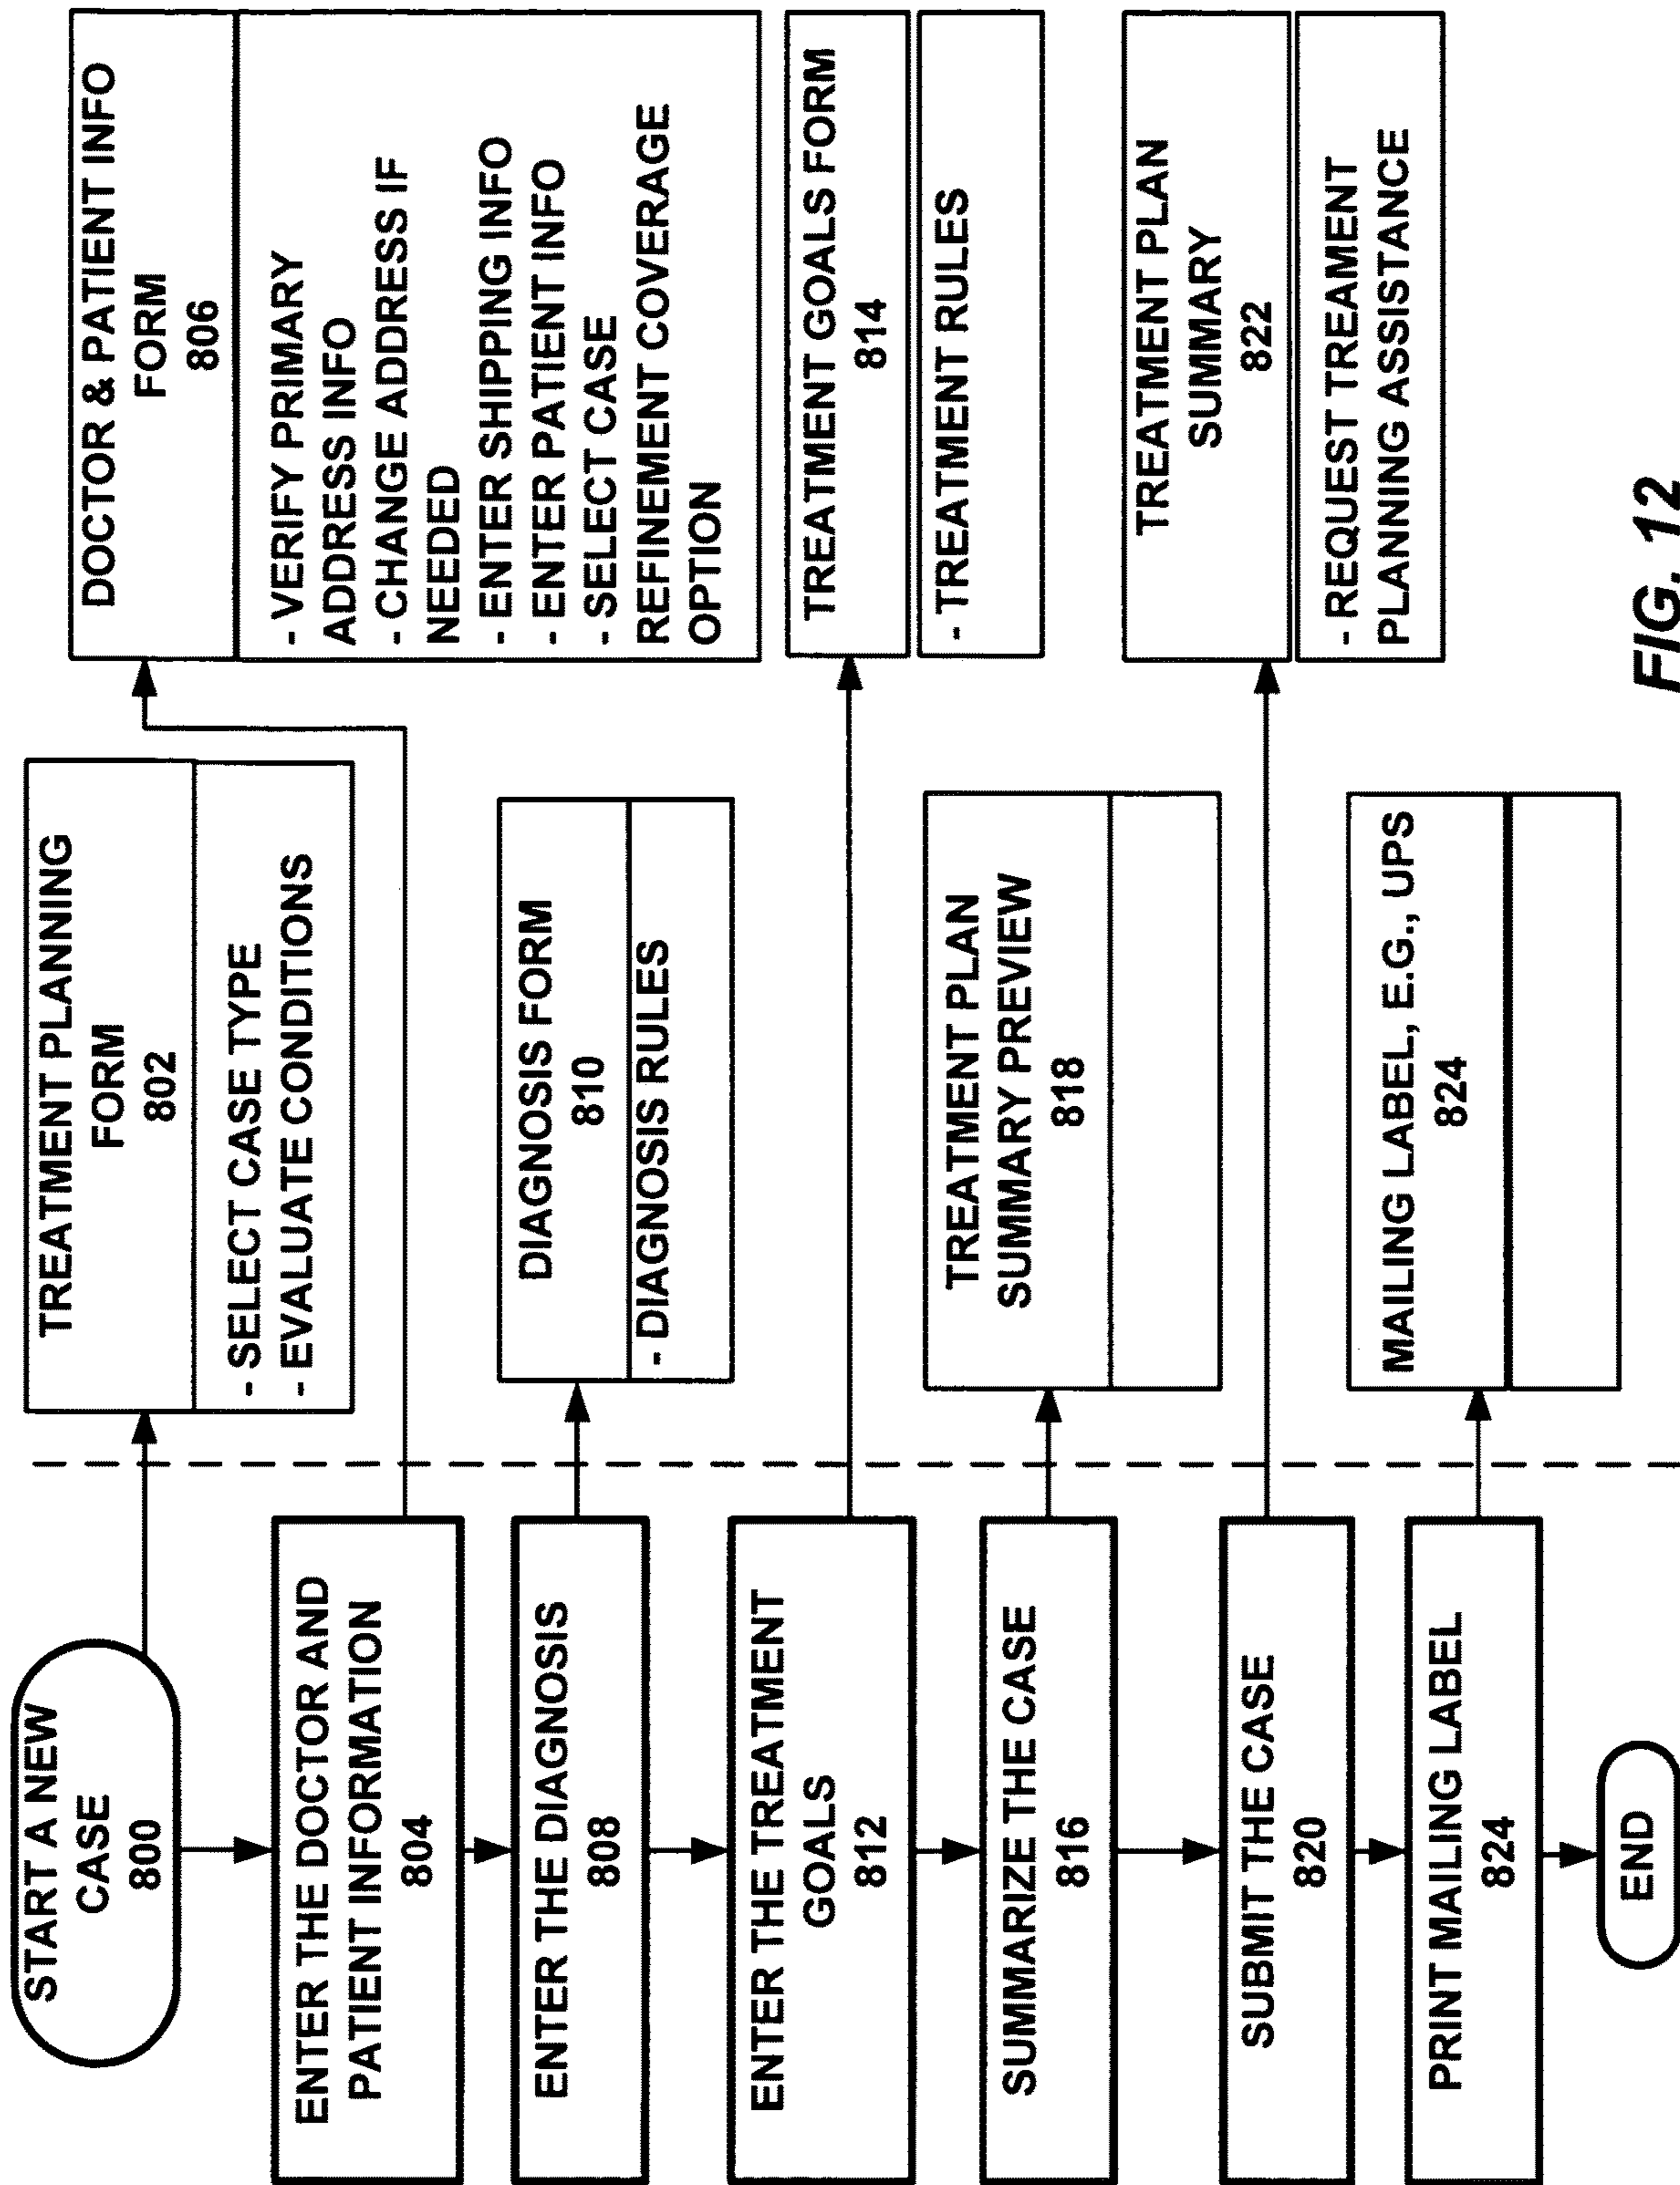 START A NEW
CASE
800
ENTER THE DOCTOR AND
PATIENT INFORMATION
804
ENTER THE DIAGNOSIS
808
ENTER THE TREATMENT
GOALS
812
SUMMARIZE THE CASE
816
SUBMIT THE CASE
820
PRINT MAILING LABEL
824
END
TREATMENT PLANNING
FORM
802
- SELECT CASE TYPE
- EVALUATE CONDITIONS
DIAGNOSIS FORM
810
- DIAGNOSIS RULES
TREATMENT PLAN
SUMMARY PREVIEW
818
MAILING LABEL, E.G., UPS
824
DOCTOR & PATIENT INFO
FORM
806
- VERIFY PRIMARY
ADDRESS INFO
- CHANGE ADDRESS IF
NEEDED
- ENTER SHIPPING INFO
- ENTER PATIENT INFO
- SELECT CASE
REFINEMENT COVERAGE
OPTION
TREATMENT GOALS FORM
814
- TREATMENT RULES
TREATMENT PLAN
SUMMARY
822
- REQUEST TREAMENT
PLANNING ASSISTANCE
FIG. 12